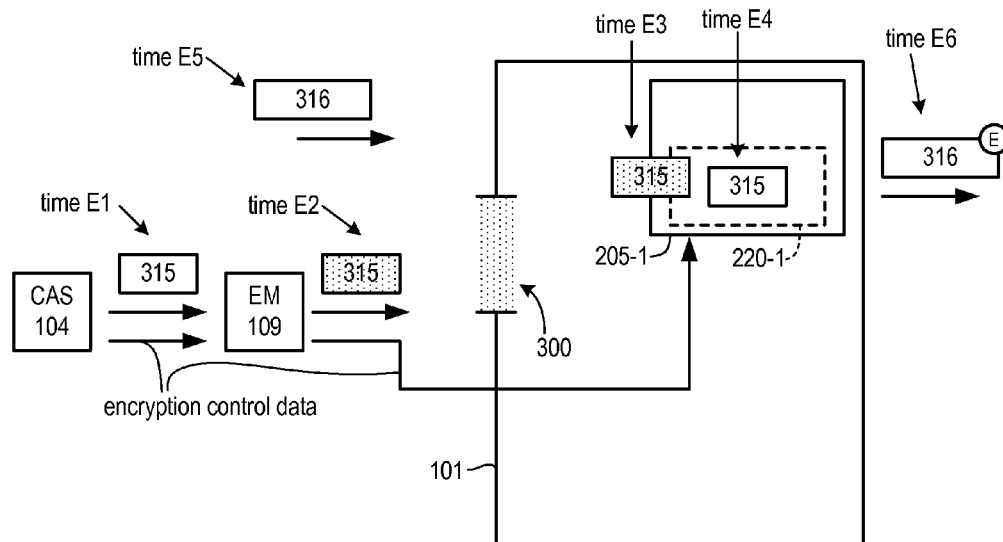 time E5
316
time E3
time E4
time E6
316
E
315
315
205-1
220-1
time E1
time E2
315
315
CAS
104
EM
109
300
encryption control data
101